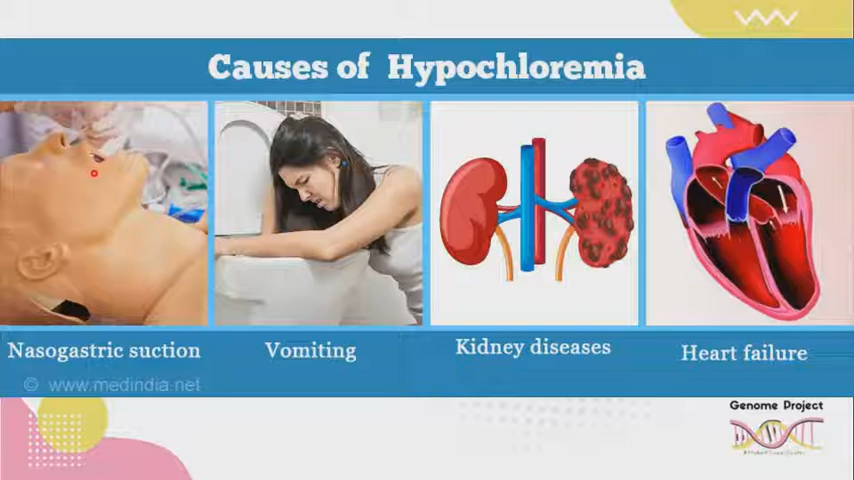 Causes of Hypochloremia
Nasogastric suction
Vomiting
Kidney diseases
Heart failure
© www.medindia.net
Genome Project